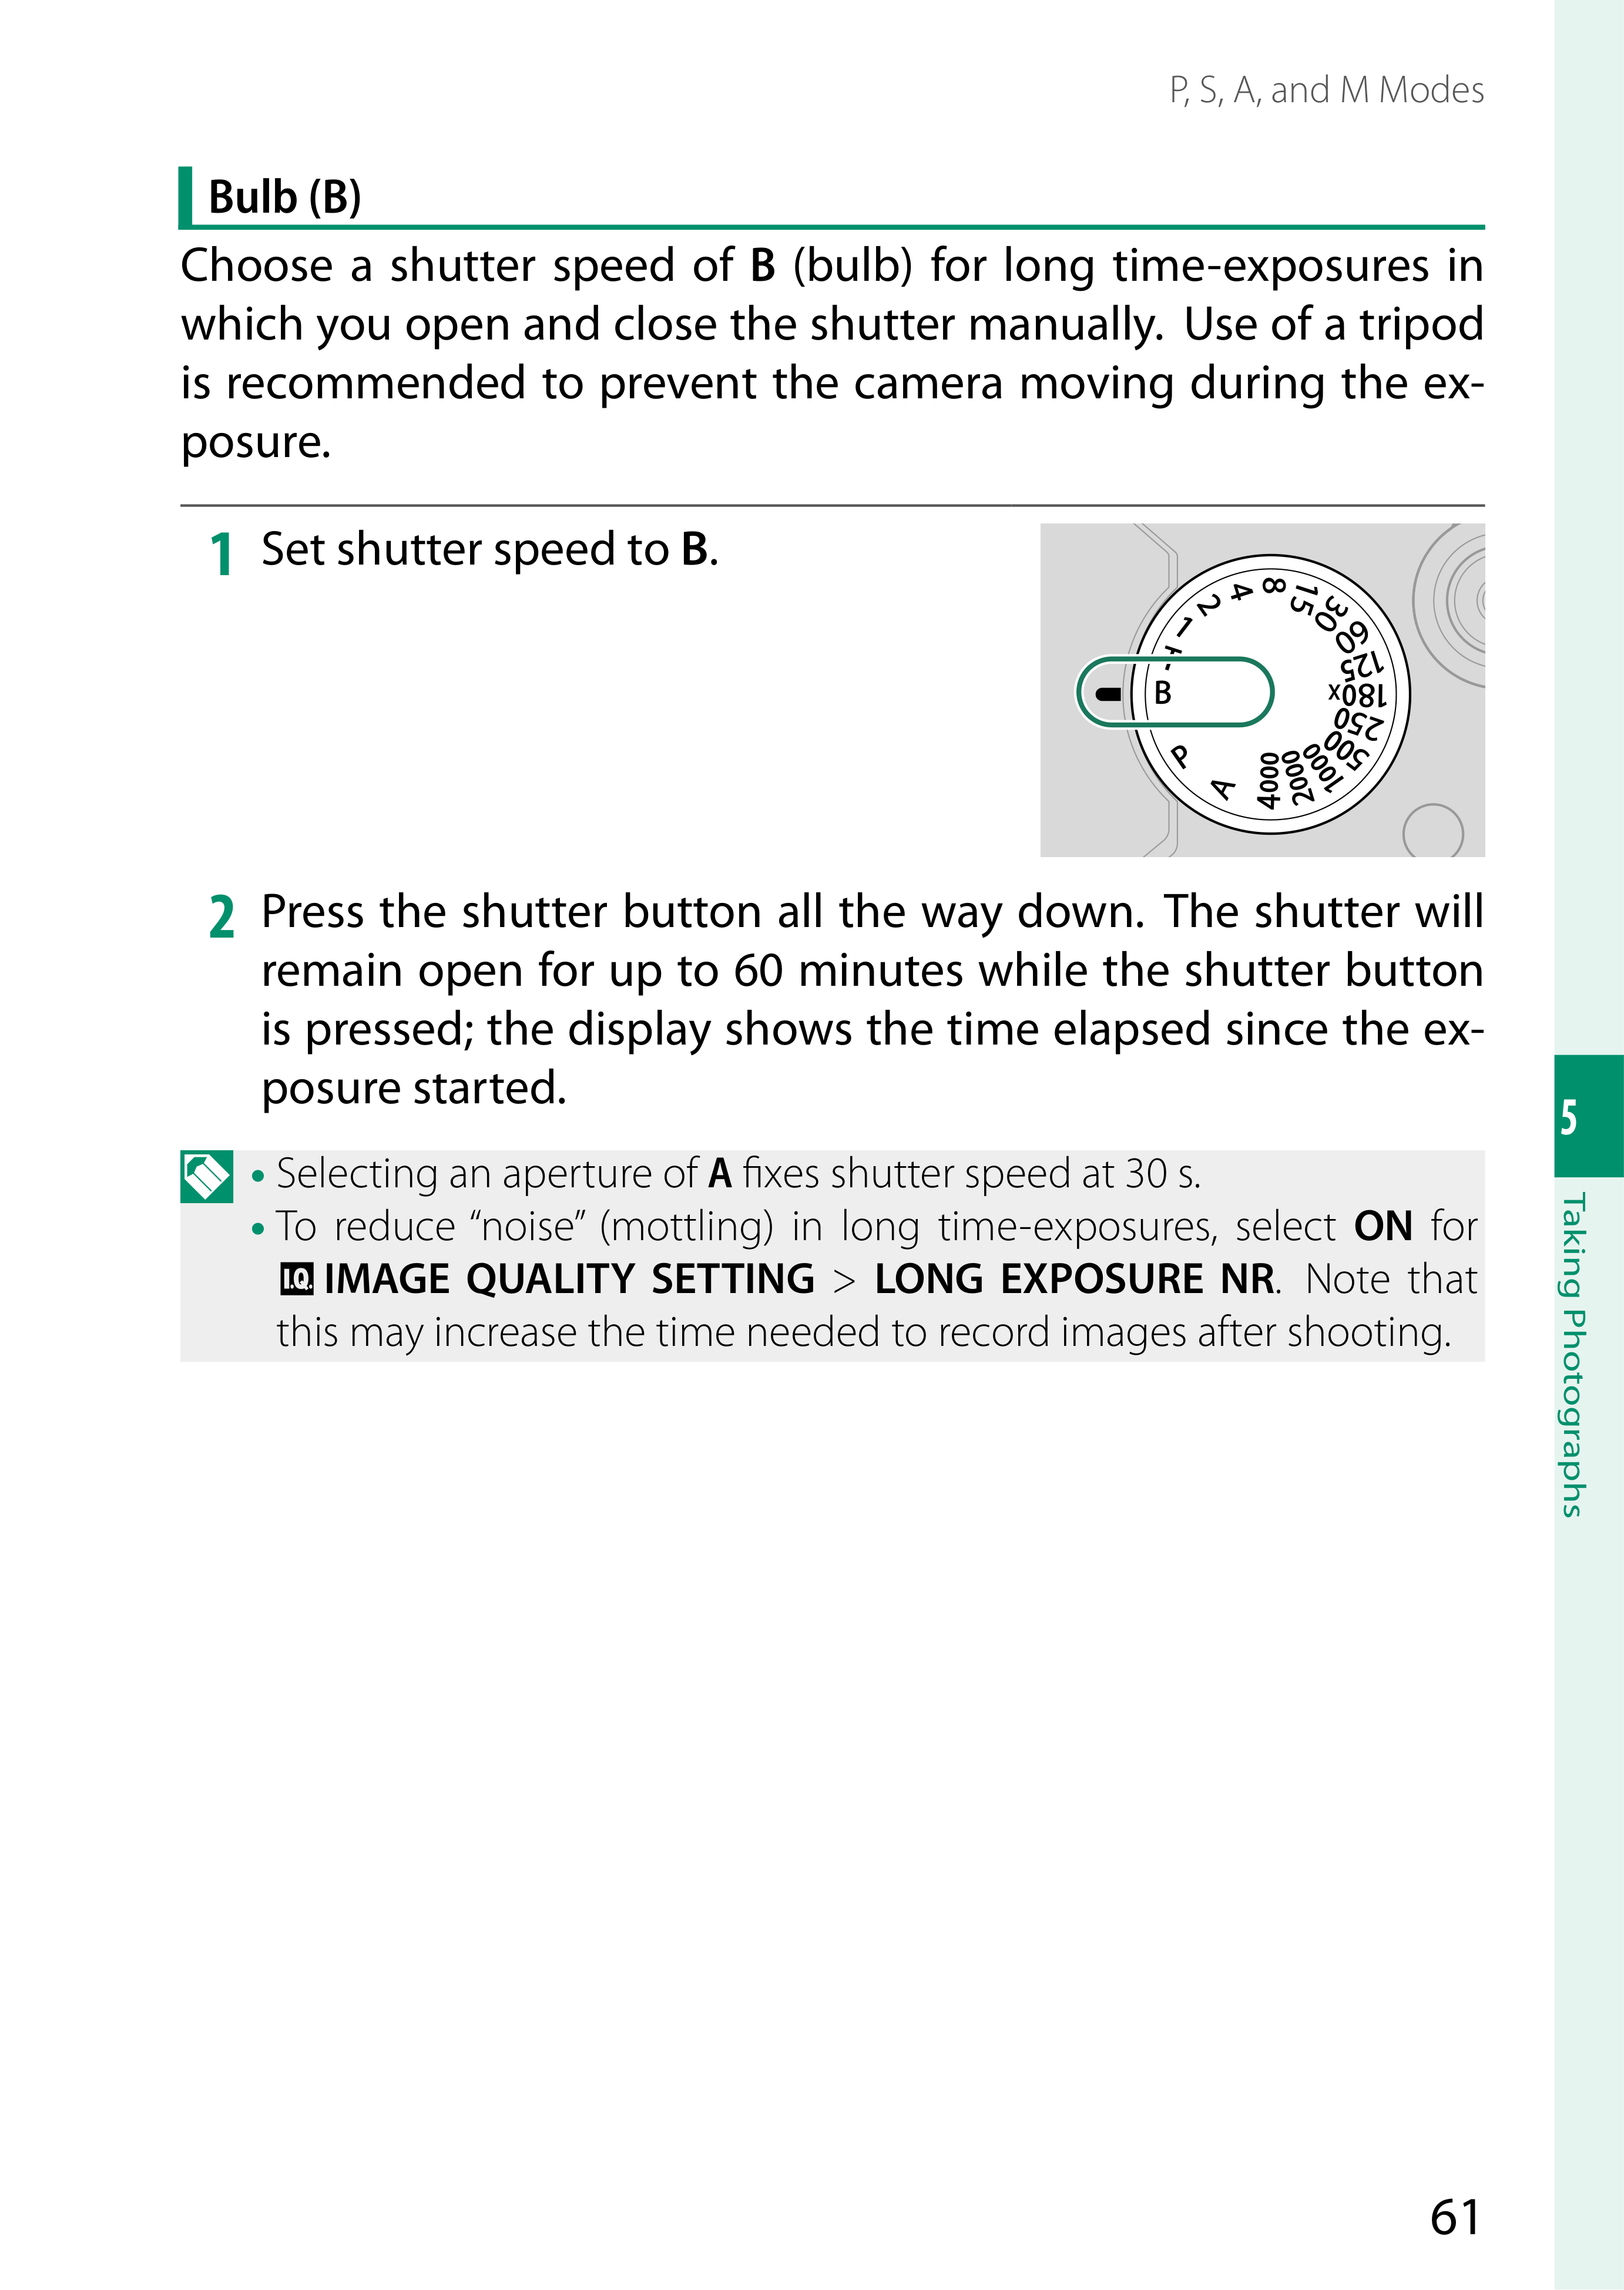 P, S, A, and M Modes
Bulb (B)
Choose a shutter speed of B (bulb) for long time-exposures in
which you open and close the shutter manually. Use of a tripod
is recommended to prevent the camera moving during the ex-
posure.
1 Set shutter speed to B.
1 2 4 8 15 30 60 125 180x 250 500 1000 2000 4000 A P B
2 Press the shutter button all the way down. The shutter will
remain open for up to 60 minutes while the shutter button
is pressed; the display shows the time elapsed since the ex-
posure started.
• Selecting an aperture of A fixes shutter speed at 30 s.
• To reduce “noise” (mottling) in long time-exposures, select ON for
I.Q. IMAGE QUALITY SETTING > LONG EXPOSURE NR. Note that
this may increase the time needed to record images after shooting.
5
Taking Photographs
61